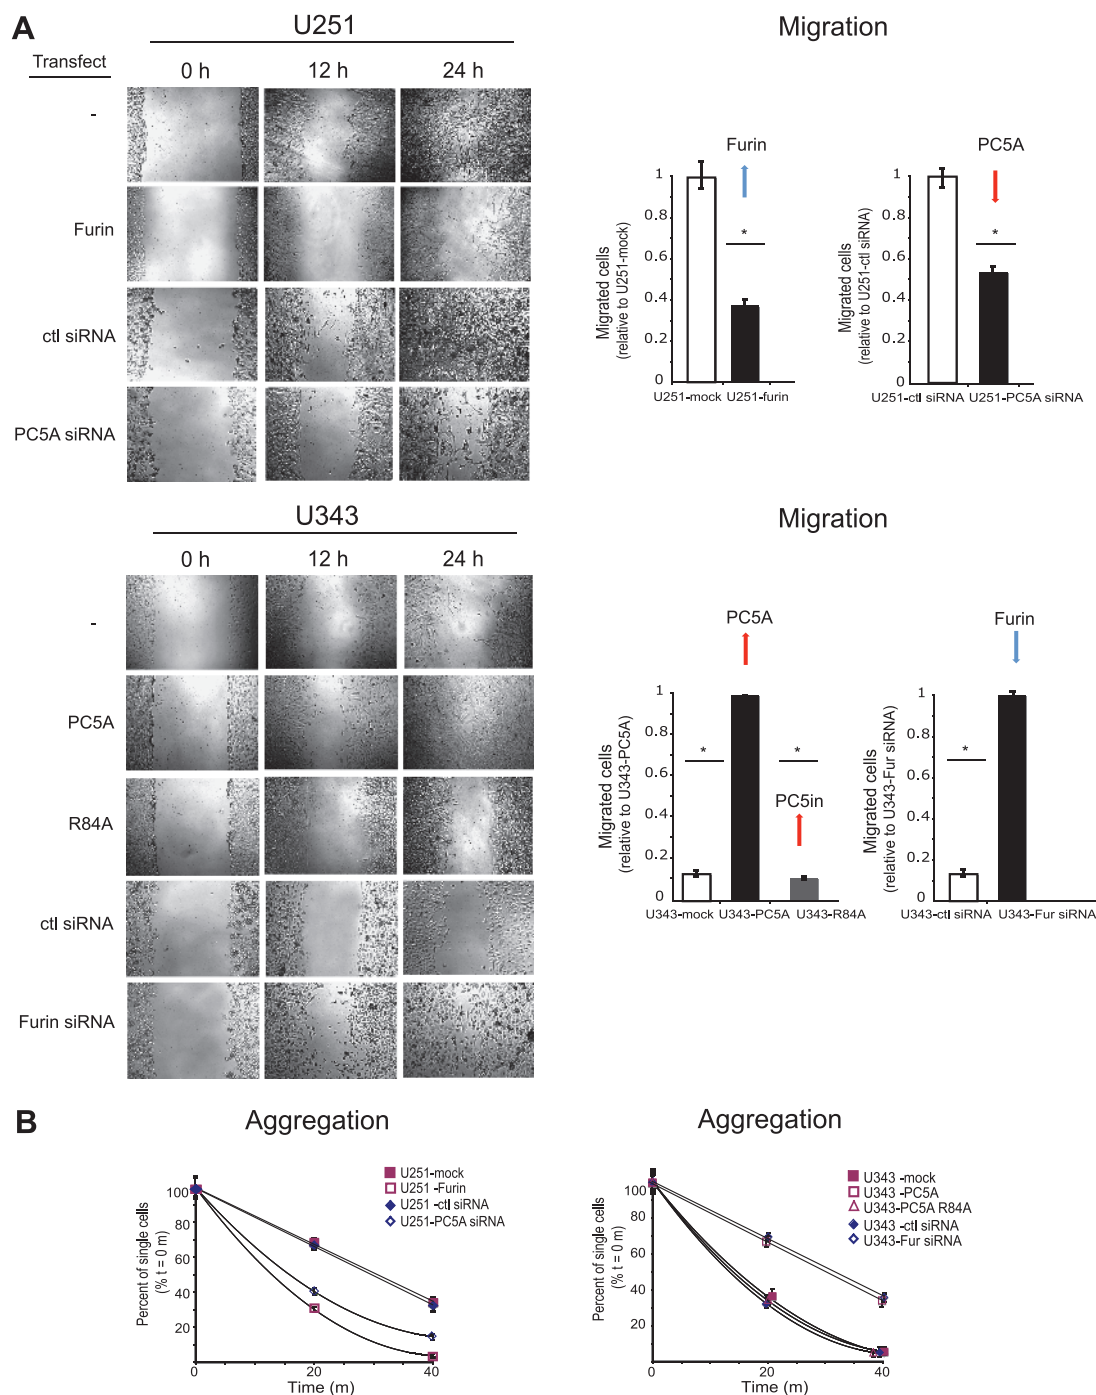 A
U251
Transfect
0 h 12 h 24 h
-
Furin
ctl siRNA
PC5A siRNA
Migration
Furin
Migrated cells
(relative to U251-mock)
1
0.8
0.6
0.4
0.2
0
*
U251-mock U251-furin
PC5A
Migrated cells
(relative to U251-ctl siRNA)
1
0.8
0.6
0.4
0.2
0
*
U251-ctl siRNA U251-PC5A siRNA
U343
0 h 12 h 24 h
-
PC5A
R84A
ctl siRNA
Furin siRNA
Migration
PC5A
Migrated cells
(relative to U343-PC5A)
1
0.8
0.6
0.4
0.2
0
*
*
PC5in
U343-mock U343-PC5A U343-R84A
Furin
Migrated cells
(relative to U343-Fur siRNA)
1
0.8
0.6
0.4
0.2
0
*
U343-ctl siRNA U343-Fur siRNA
B
Aggregation
U251-mock
U251 -Furin
U251 -ctl siRNA
U251-PC5A siRNA
Percent of single cells
(% t = 0 m)
100
80
60
40
20
0 20 40
Time (m)
Aggregation
U343 -mock
U343 -PC5A
U343-PC5A R84A
U343 -ctl siRNA
U343-Fur siRNA
Percent of single cells
(% t = 0 m)
100
80
60
40
20
0 20 40
Time (m)